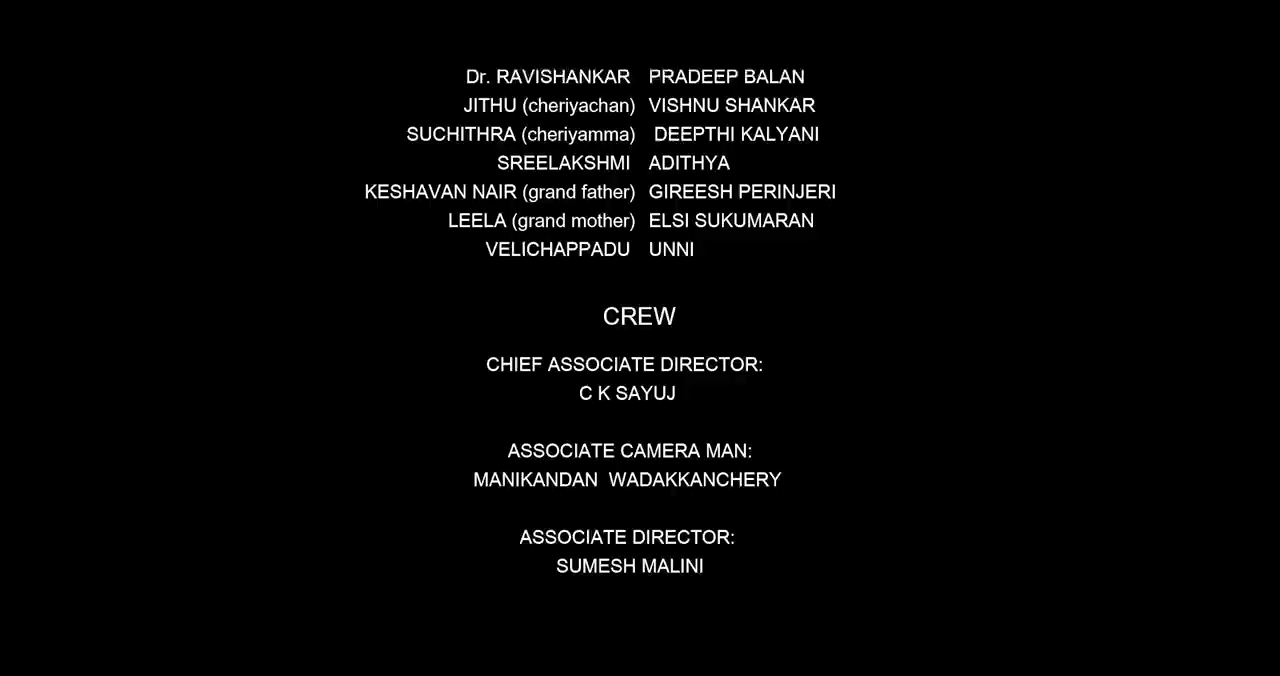 Dr. RAVISHANKAR PRADEEP BALAN
JITHU (cheriyachan) VISHNU SHANKAR
SUCHITHRA (cheriyamma) DEEPTHI KALYANI
SREELAKSHMI ADITHYA
KESHAVAN NAIR (grand father) GIREESH PERINJERI
LEELA (grand mother) ELSI SUKUMARAN
VELICHAPPADU UNNI
CREW
CHIEF ASSOCIATE DIRECTOR:
C K SAYUJ
ASSOCIATE CAMERA MAN:
MANIKANDAN WADAKKANCHERY
ASSOCIATE DIRECTOR:
SUMESH MALINI